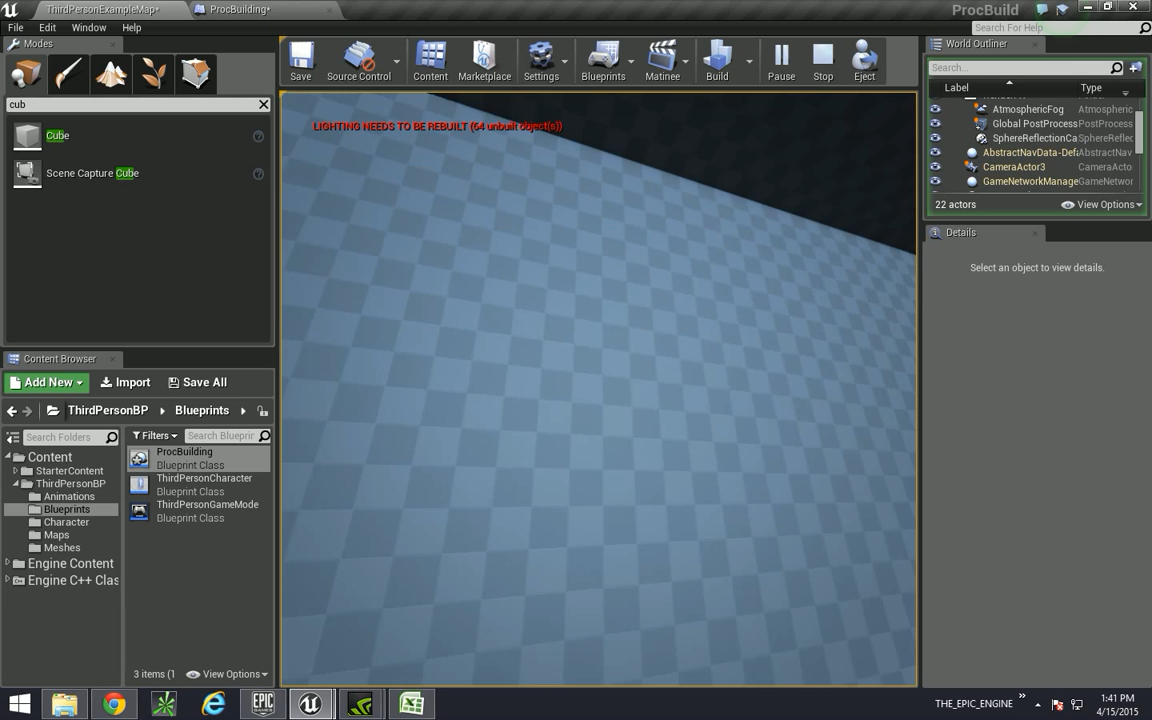 ThirdPersonExampleMap*
ProcBuilding*
ProcBuild
File Edit Window Help
Search For Help
Modes
World Outliner
cub
Cube
Scene Capture Cube
Save
Source Control
Content
Marketplace
Settings
Blueprints
Matinee
Build
Pause
Stop
Eject
LIGHTING NEEDS TO BE REBUILT (64 unbuilt object(s))
Search...
Label Type
AtmosphericFog Atmospheric
Global PostProcess PostProcess
SphereReflectionCa SphereReflec
AbstractNavData-Def AbstractNav
CameraActor3 CameraActo
GameNetworkManage GameNetwor
22 actors View Options
Details
Select an object to view details.
Content Browser
Add New Import Save All
ThirdPersonBP Blueprints
Search Folders
Filters Search Blueprin
Content
StarterContent
ThirdPersonBP
Animations
Blueprints
Character
Maps
Meshes
Engine Content
Engine C++ Clas
ProcBuilding
Blueprint Class
ThirdPersonCharacter
Blueprint Class
ThirdPersonGameMode
Blueprint Class
3 items (1 View Options
EPIC
GAMES
THE_EPIC_ENGINE
1:41 PM
4/15/2015